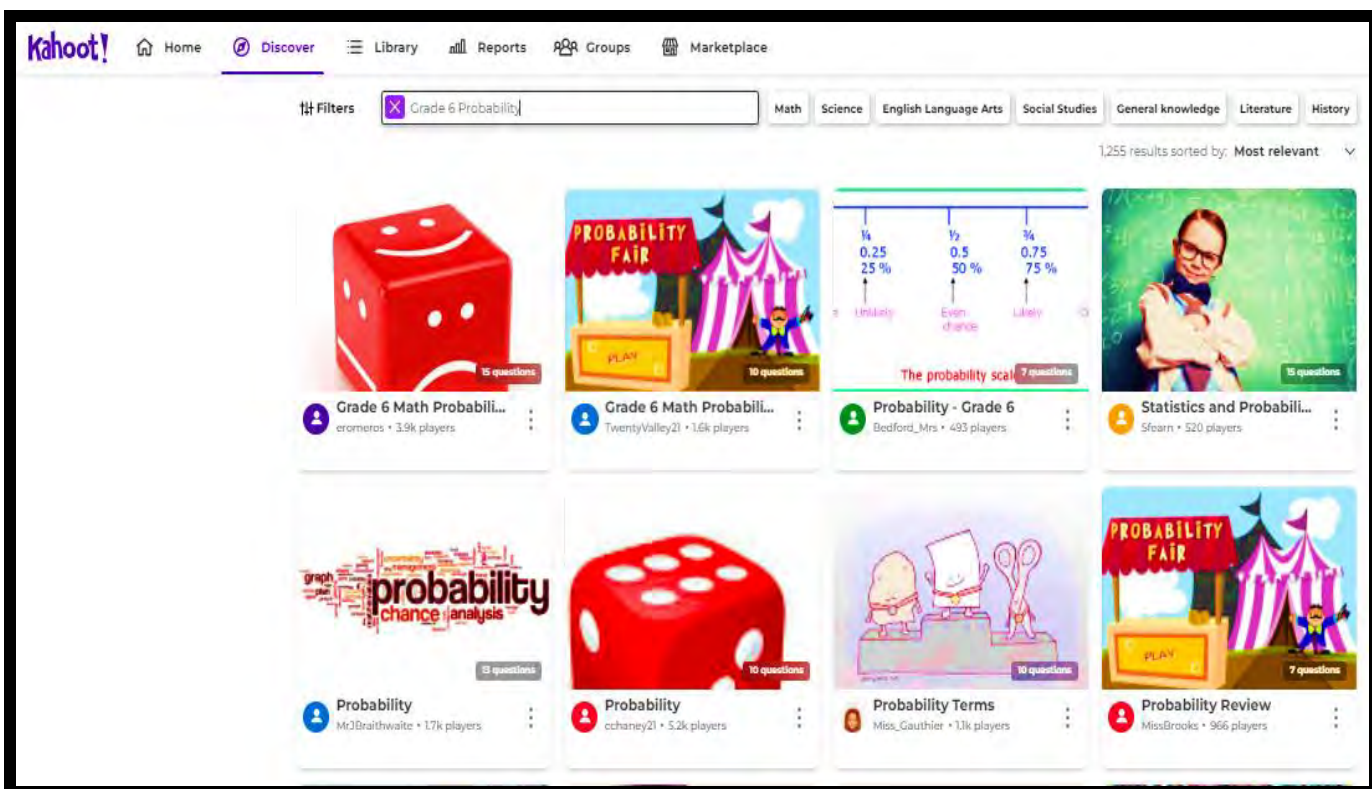 Kahoot! Home Discover Library Reports Groups Marketplace
Filters Grade 6 Probability Math Science English Language Arts Social Studies General knowledge Literature History
1,255 results sorted by: Most relevant
PROBABILITY
FAIR
PLAY
¼ ½ ¾
0.25 0.5 0.75
25 % 50 % 75 %
Unlikely Even Likely
chance
The probability scal
15 questions 10 questions 7 questions 15 questions
Grade 6 Math Probabili... Grade 6 Math Probabili... Probability - Grade 6 Statistics and Probabili...
eromeros • 3.9k players TwentyValley21 • 1.6k players Bedford_Mrs • 493 players Sfearn • 520 players
graph
plan
probability
chance analysis
PROBABILITY
FAIR
PLAY
13 questions 10 questions 10 questions 7 questions
Probability Probability Probability Terms Probability Review
MrJBraithwaite • 1.7k players cchaney21 • 5.2k players Miss_Gauthier • 1.1k players MissBrooks • 966 players